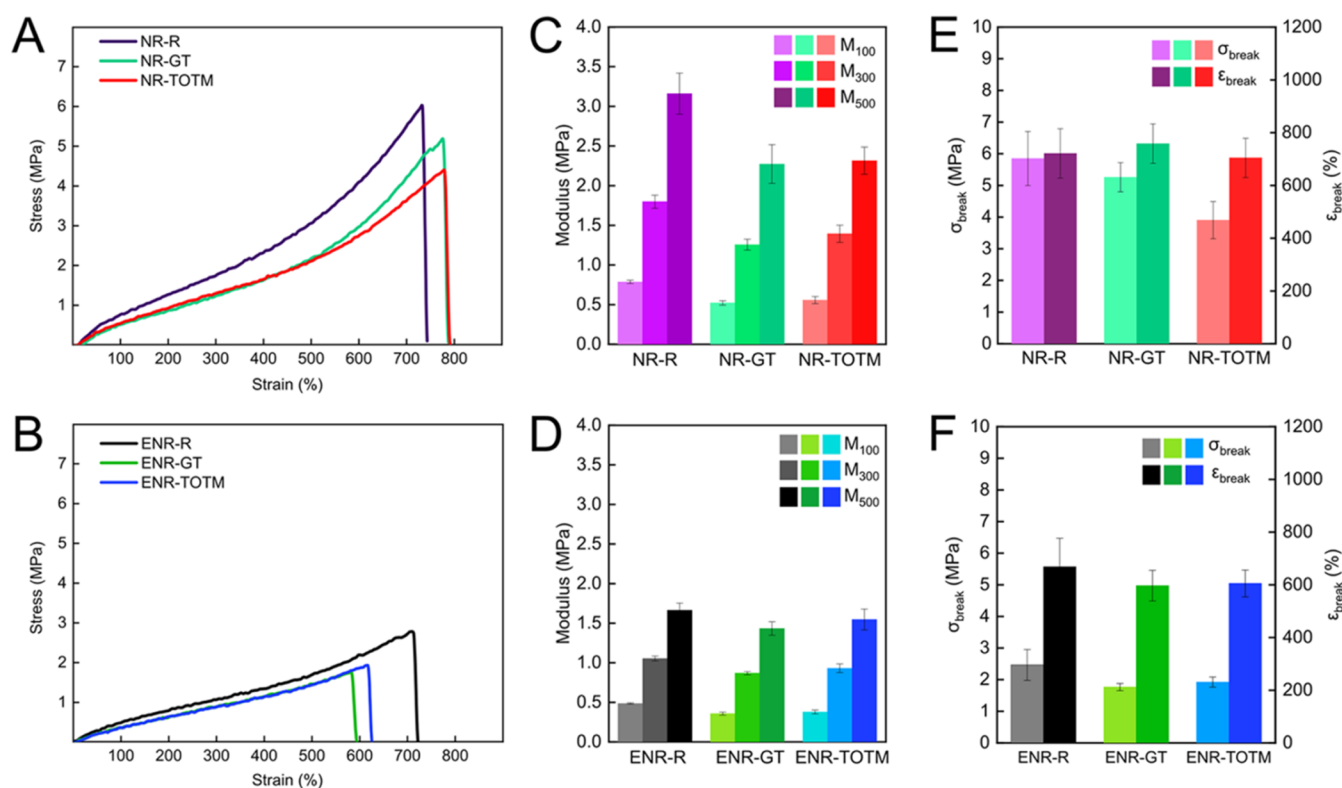 A
NR-R
NR-GT
NR-TOTM
7
6
5
4
3
2
1
Stress (MPa)
100 200 300 400 500 600 700 800
Strain (%)
C
M100
M300
M500
4.0
3.5
3.0
2.5
2.0
1.5
1.0
0.5
0.0
Modulus (MPa)
NR-R NR-GT NR-TOTM
E
σbreak
εbreak
10
9
8
7
6
5
4
3
2
1
0
σbreak (MPa)
1200
1000
800
600
400
200
0
εbreak (%)
NR-R NR-GT NR-TOTM
B
ENR-R
ENR-GT
ENR-TOTM
7
6
5
4
3
2
1
Stress (MPa)
100 200 300 400 500 600 700 800
Strain (%)
D
M100
M300
M500
4.0
3.5
3.0
2.5
2.0
1.5
1.0
0.5
0.0
Modulus (MPa)
ENR-R ENR-GT ENR-TOTM
F
σbreak
εbreak
10
9
8
7
6
5
4
3
2
1
0
σbreak (MPa)
1200
1000
800
600
400
200
0
εbreak (%)
ENR-R ENR-GT ENR-TOTM